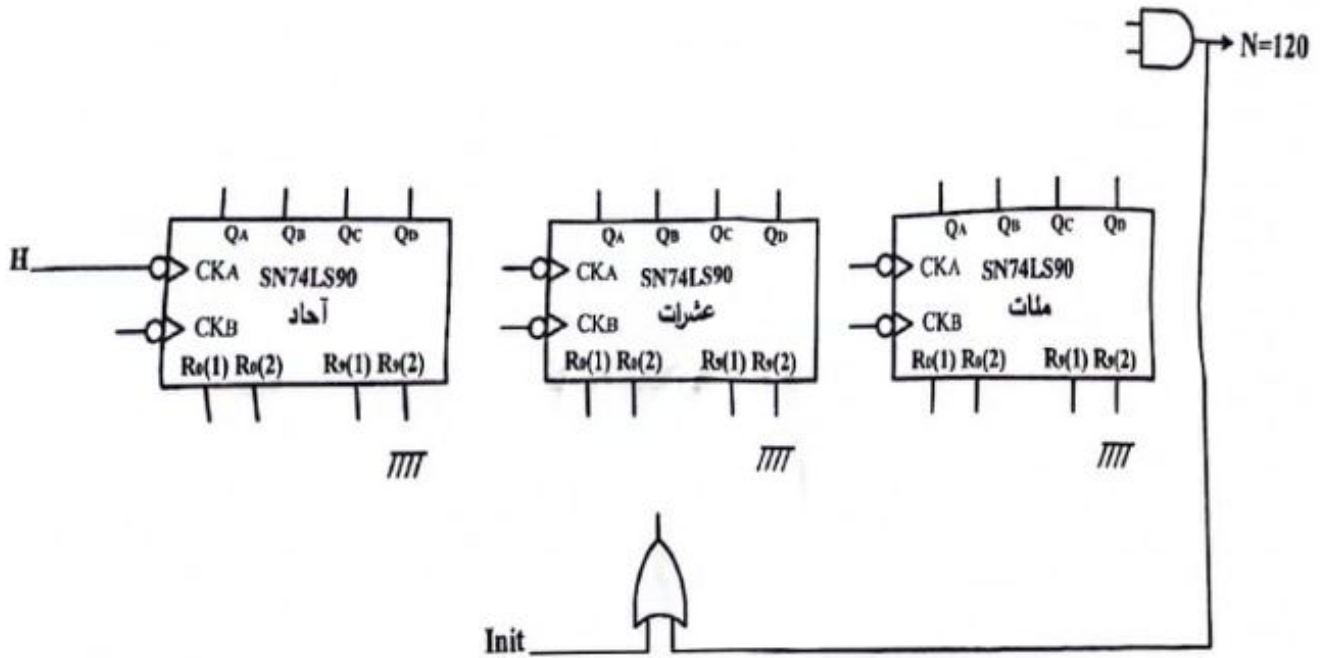 N=120
QA QB QC QD
H CKA SN74LS90
آحاد
CKB
R0(1) R0(2) R9(1) R9(2)
QA QB QC QD
CKA SN74LS90
عشرات
CKB
R0(1) R0(2) R9(1) R9(2)
QA QB QC QD
CKA SN74LS90
مئات
CKB
R0(1) R0(2) R9(1) R9(2)
Init